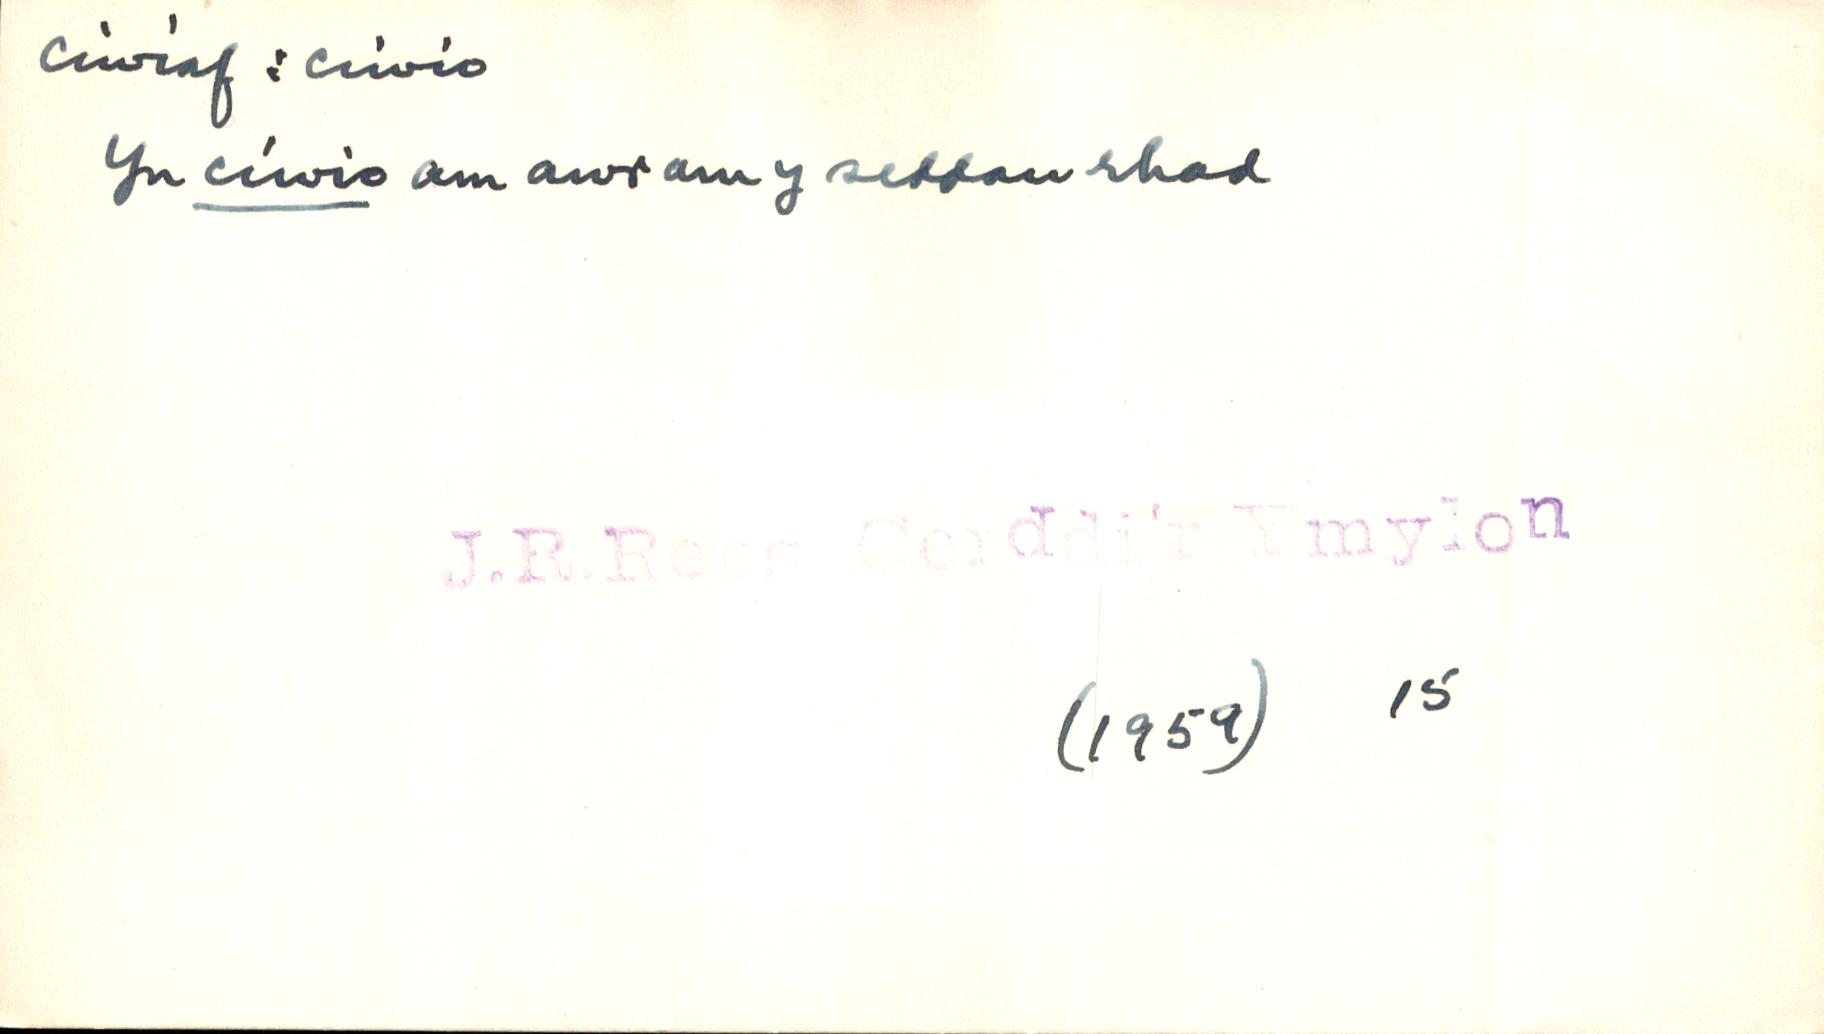 ciwiaf : ciwio
Yn ciwio am awr am y seddau rhad
J.R.Rees Cerddi'r Ymylon
(1959) 15